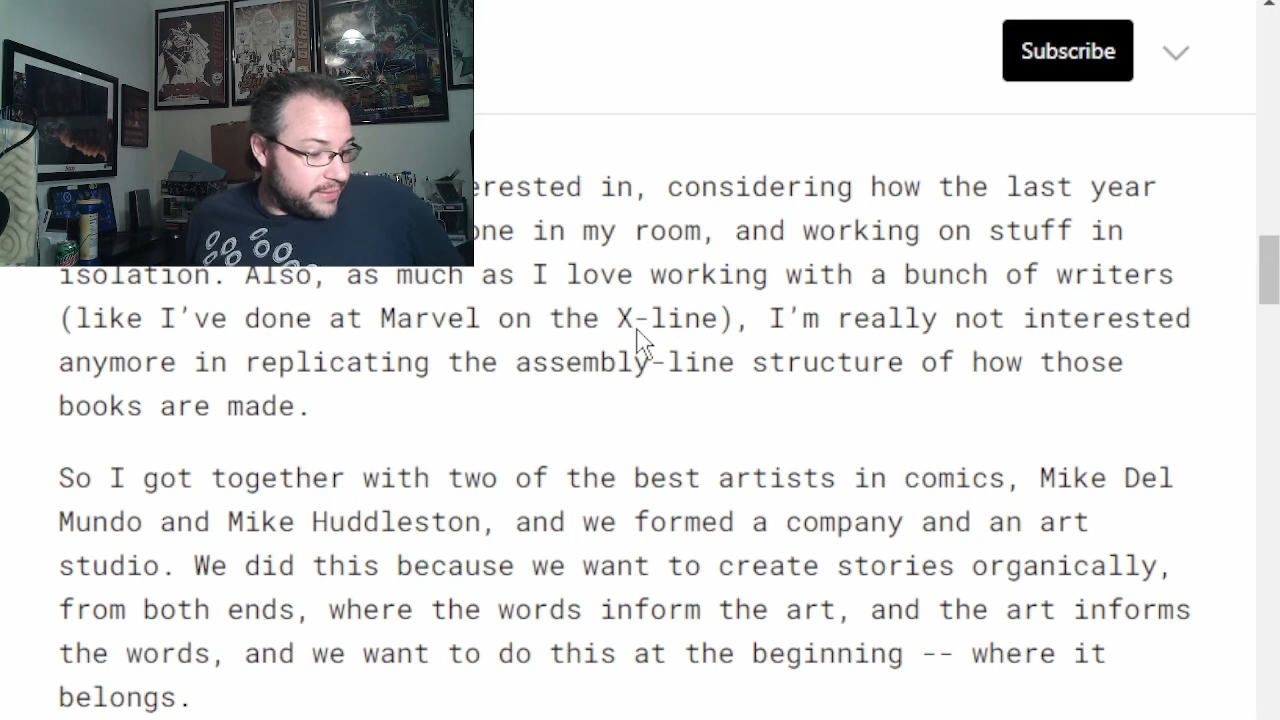 Subscribe
erested in, considering how the last year
one in my room, and working on stuff in
isolation. Also, as much as I love working with a bunch of writers
(like I've done at Marvel on the X-line), I'm really not interested
anymore in replicating the assembly-line structure of how those
books are made.
So I got together with two of the best artists in comics, Mike Del
Mundo and Mike Huddleston, and we formed a company and an art
studio. We did this because we want to create stories organically,
from both ends, where the words inform the art, and the art informs
the words, and we want to do this at the beginning -- where it
belongs.